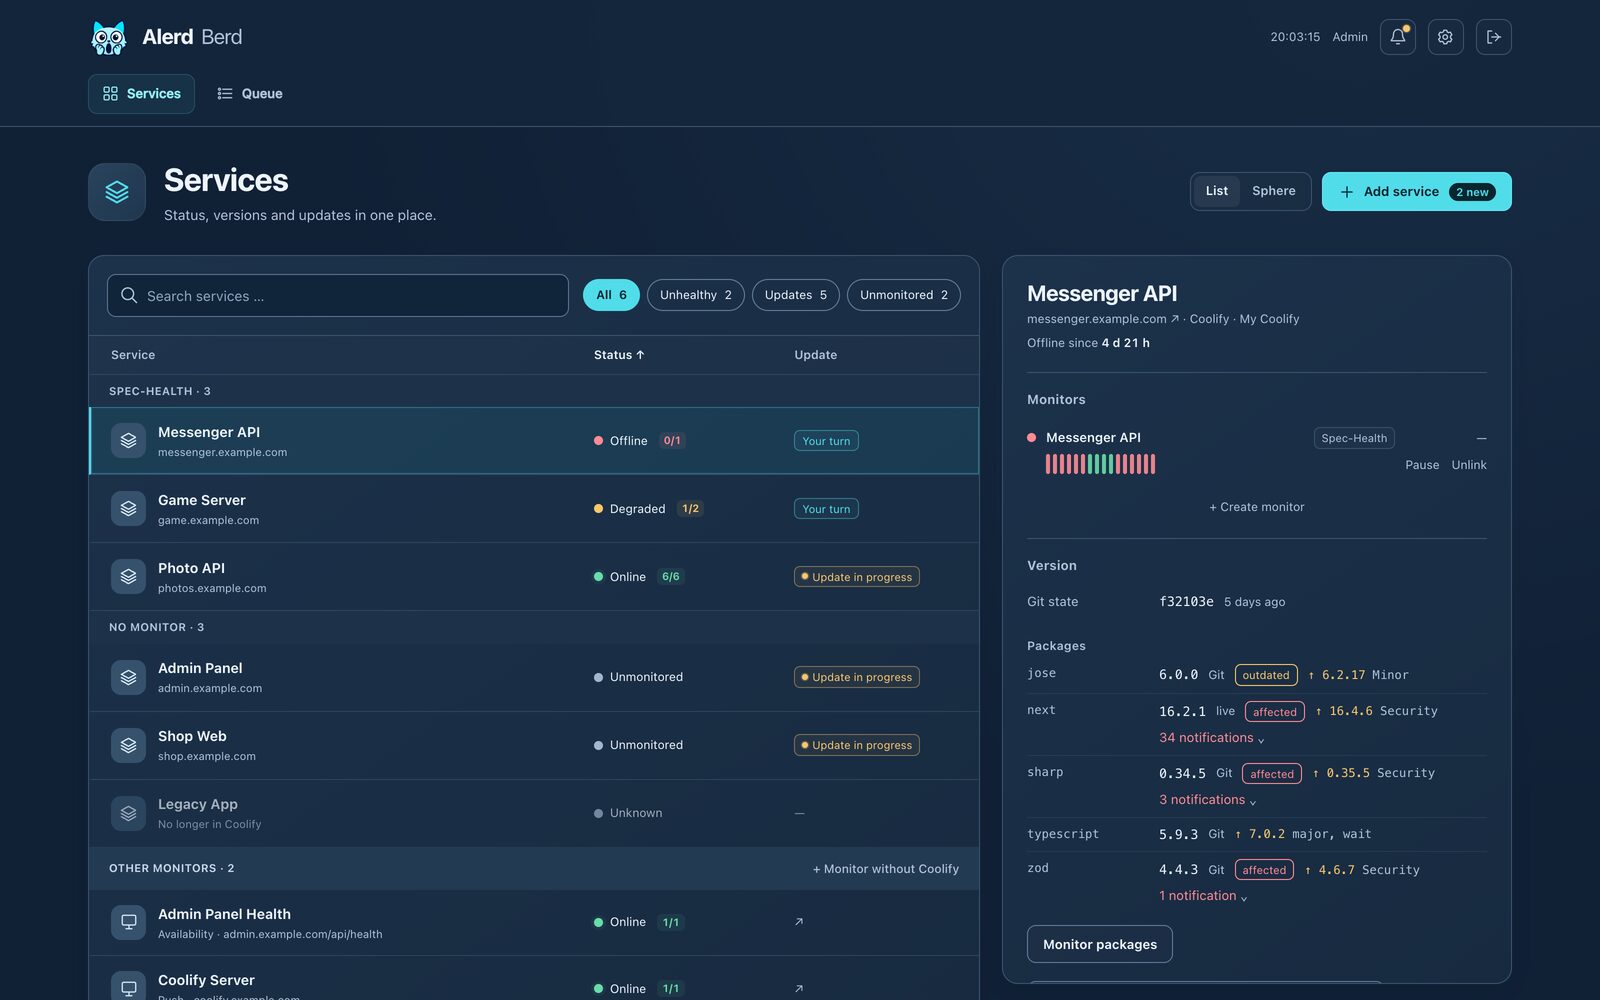 Alerd Berd
20:03:15 Admin
Services
Queue
Services
Status, versions and updates in one place.
List
Sphere
Add service 2 new
Search services ...
All 6
Unhealthy 2
Updates 5
Unmonitored 2
Service
Status ↑
Update
SPEC-HEALTH · 3
Messenger API
messenger.example.com
Offline 0/1
Your turn
Game Server
game.example.com
Degraded 1/2
Your turn
Photo API
photos.example.com
Online 6/6
Update in progress
NO MONITOR · 3
Admin Panel
admin.example.com
Unmonitored
Update in progress
Shop Web
shop.example.com
Unmonitored
Update in progress
Legacy App
No longer in Coolify
Unknown
—
OTHER MONITORS · 2
+ Monitor without Coolify
Admin Panel Health
Availability · admin.example.com/api/health
Online 1/1
↗
Coolify Server
Push · coolify.example.com
Online 1/1
↗
Messenger API
messenger.example.com ↗ · Coolify · My Coolify
Offline since 4 d 21 h
Monitors
Messenger API
Spec-Health
—
Pause Unlink
+ Create monitor
Version
Git state f32103e 5 days ago
Packages
jose 6.0.0 Git outdated ↑ 6.2.17 Minor
next 16.2.1 live affected ↑ 16.4.6 Security
34 notifications
sharp 0.34.5 Git affected ↑ 0.35.5 Security
3 notifications
typescript 5.9.3 Git ↑ 7.0.2 major, wait
zod 4.4.3 Git affected ↑ 4.6.7 Security
1 notification
Monitor packages